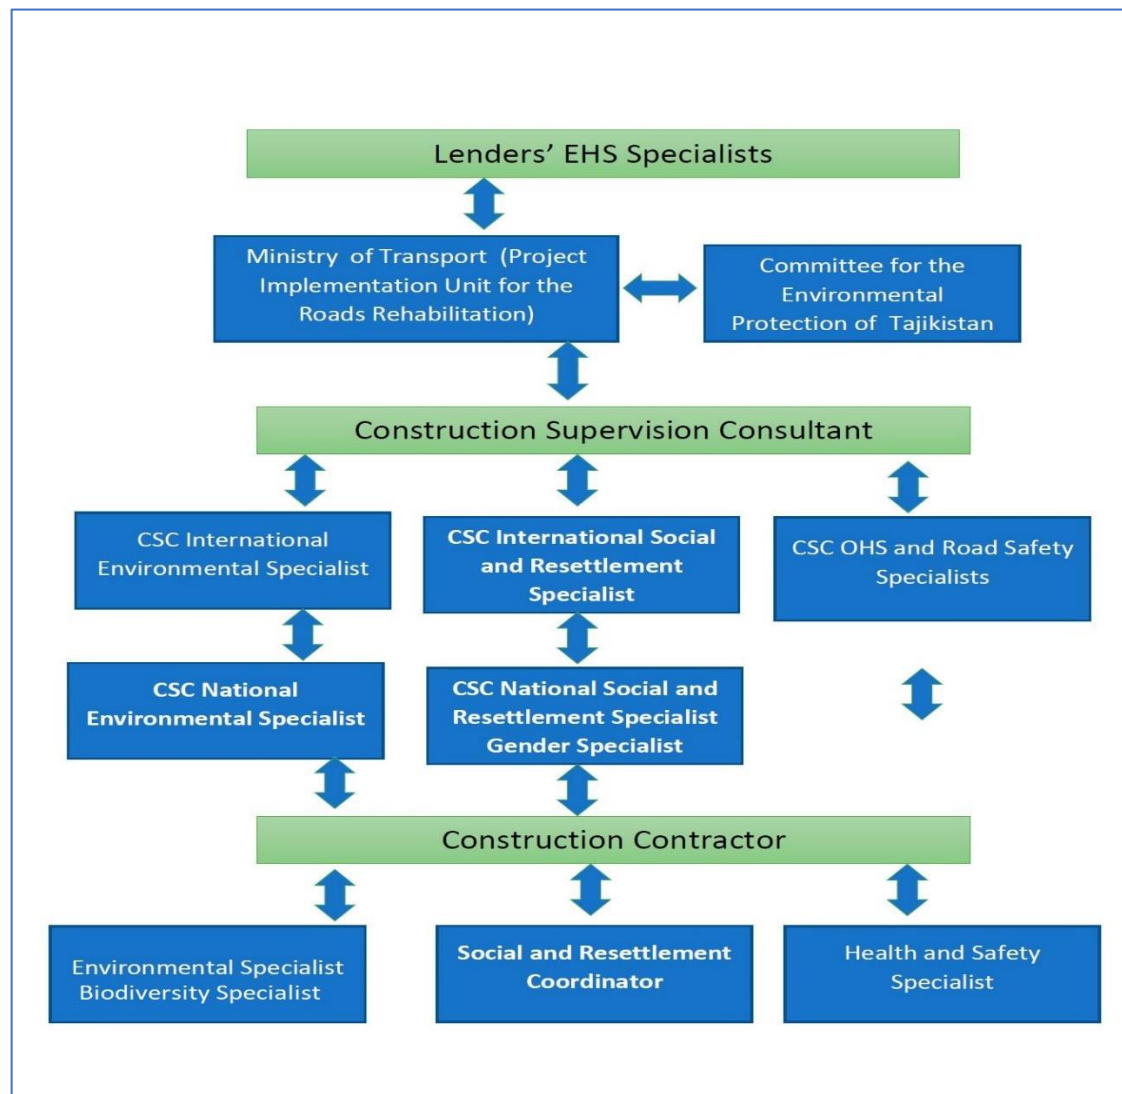 Lenders’ EHS Specialists
Ministry of Transport (Project
Implementation Unit for the
Roads Rehabilitation)
Committee for the
Environmental
Protection of Tajikistan
Construction Supervision Consultant
CSC International
Environmental Specialist
CSC International Social
and Resettlement
Specialist
CSC OHS and Road Safety
Specialists
CSC National
Environmental Specialist
CSC National Social and
Resettlement Specialist
Gender Specialist
Construction Contractor
Environmental Specialist
Biodiversity Specialist
Social and Resettlement
Coordinator
Health and Safety
Specialist